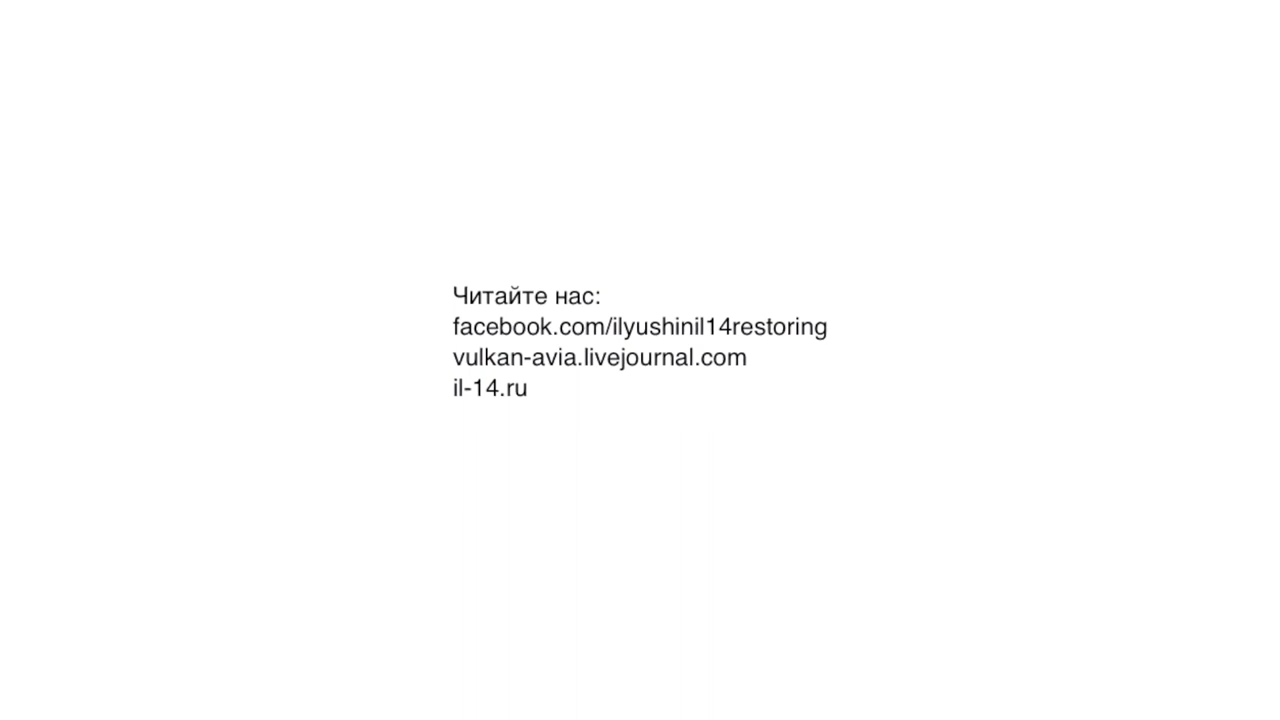 Читайте нас:
facebook.com/ilyushinil14restoring
vulkan-avia.livejournal.com
il-14.ru